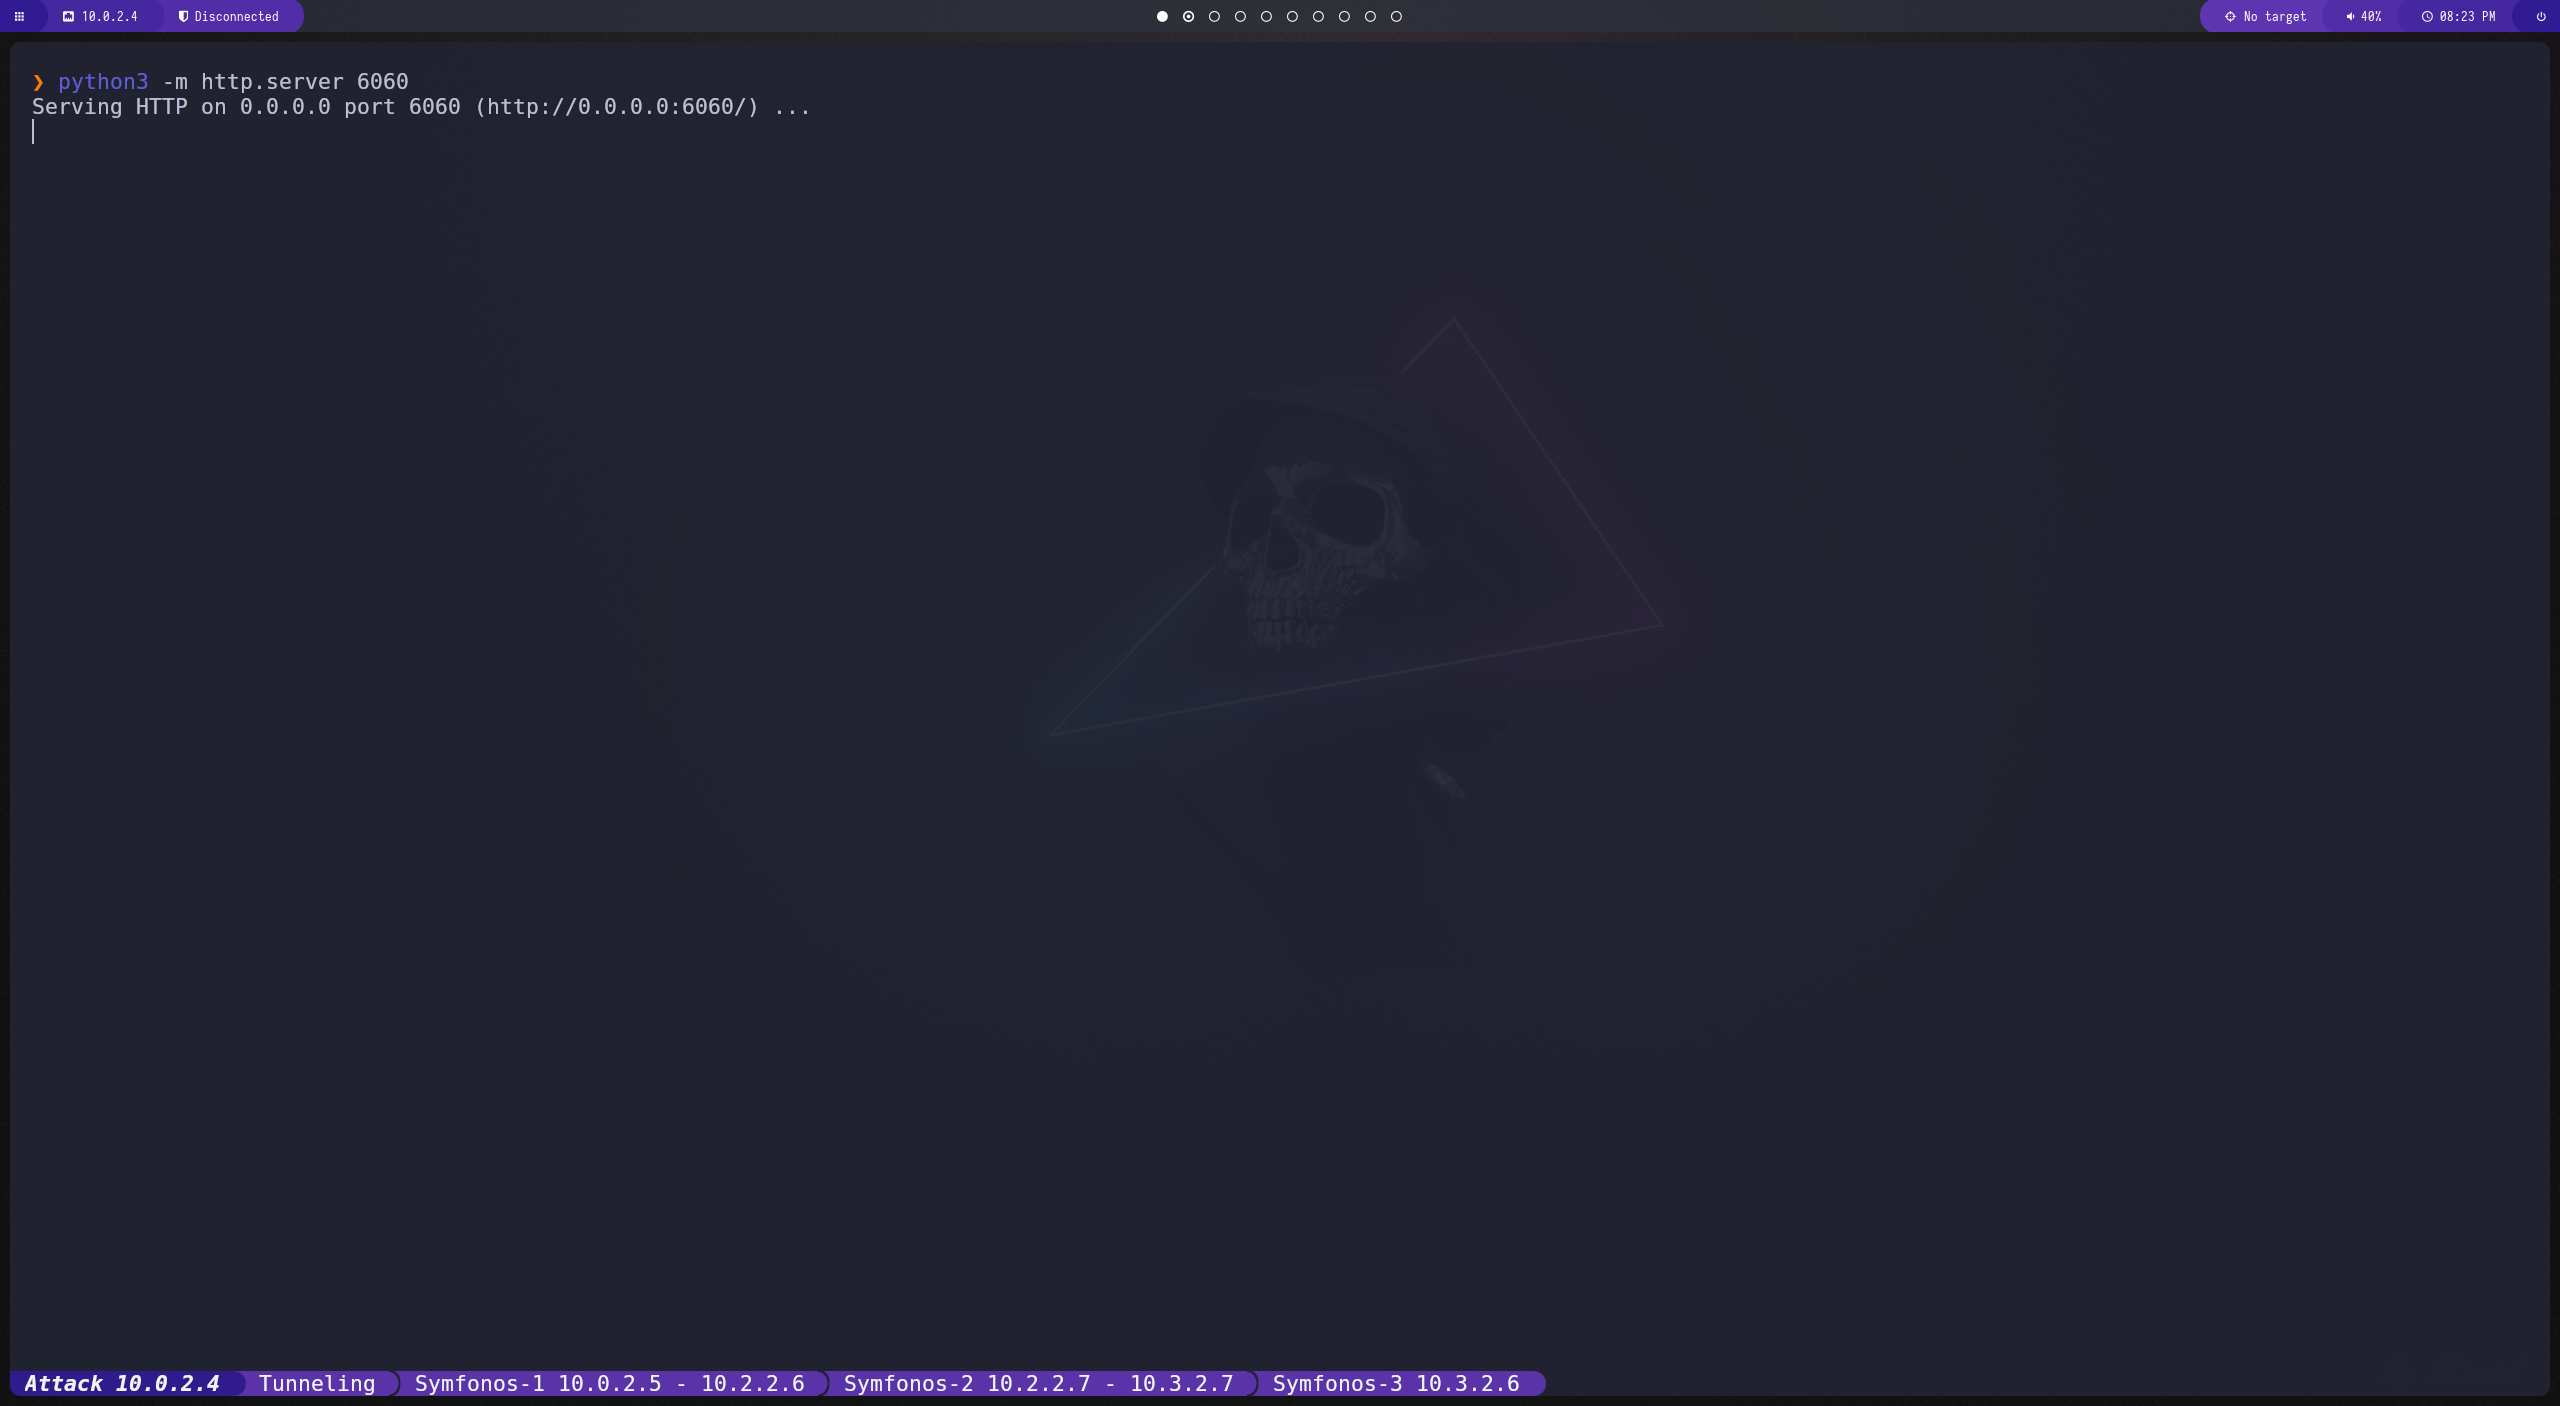 10.0.2.4 Disconnected No target 40% 08:23 PM
❯ python3 -m http.server 6060
Serving HTTP on 0.0.0.0 port 6060 (http://0.0.0.0:6060/) ...
Attack 10.0.2.4 Tunneling Symfonos-1 10.0.2.5 - 10.2.2.6 Symfonos-2 10.2.2.7 - 10.3.2.7 Symfonos-3 10.3.2.6